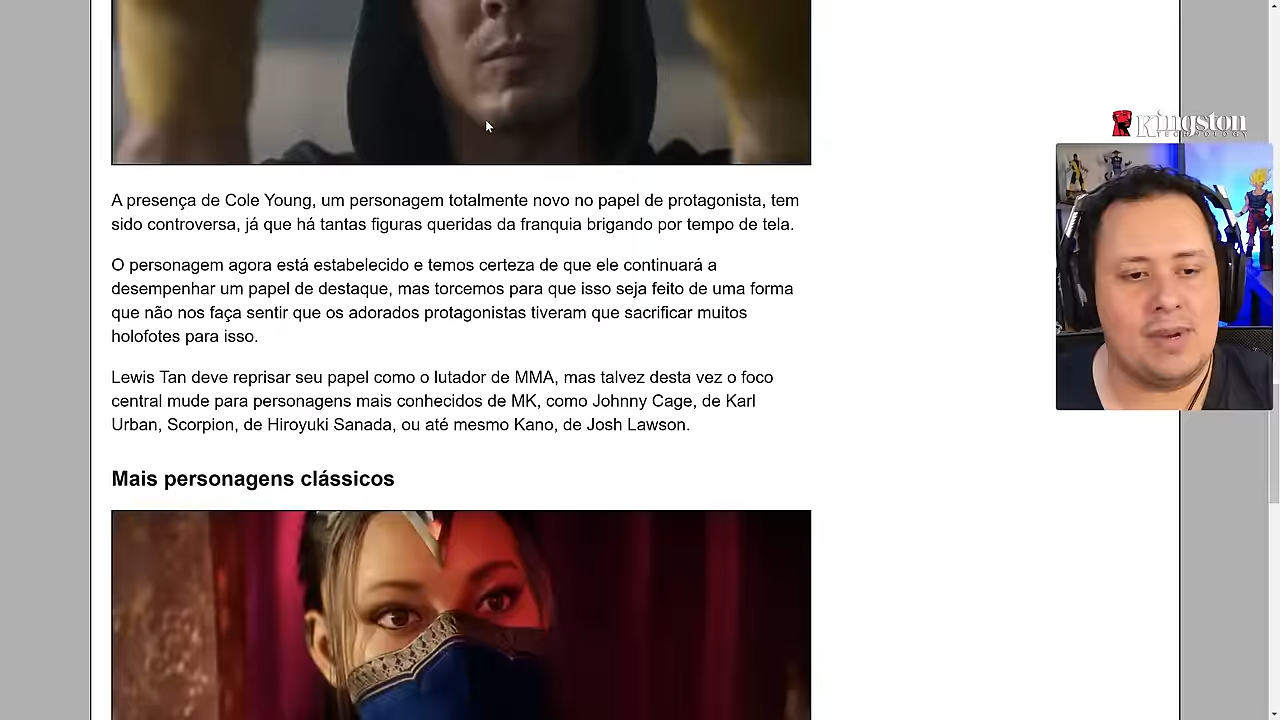 Kingston
TECHNOLOGY
A presença de Cole Young, um personagem totalmente novo no papel de protagonista, tem
sido controversa, já que há tantas figuras queridas da franquia brigando por tempo de tela.
O personagem agora está estabelecido e temos certeza de que ele continuará a
desempenhar um papel de destaque, mas torcemos para que isso seja feito de uma forma
que não nos faça sentir que os adorados protagonistas tiveram que sacrificar muitos
holofotes para isso.
Lewis Tan deve reprisar seu papel como o lutador de MMA, mas talvez desta vez o foco
central mude para personagens mais conhecidos de MK, como Johnny Cage, de Karl
Urban, Scorpion, de Hiroyuki Sanada, ou até mesmo Kano, de Josh Lawson.
Mais personagens clássicos